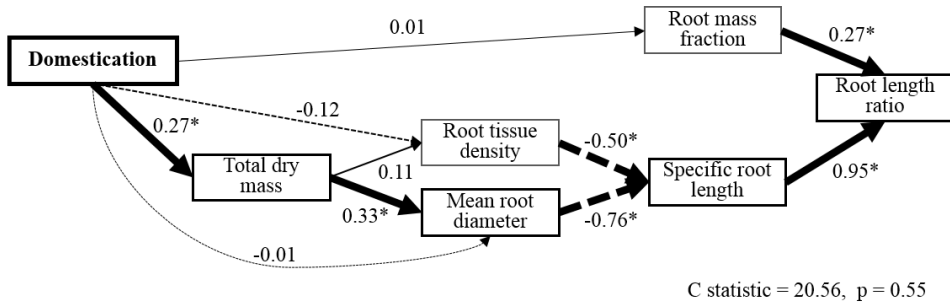 Domestication
0.01
Root mass
fraction
0.27*
Root length
ratio
-0.12
0.27*
Root tissue
density
-0.50*
Total dry
mass
0.11
Specific root
length
0.95*
0.33*
Mean root
diameter
-0.76*
-0.01
C statistic = 20.56, p = 0.55